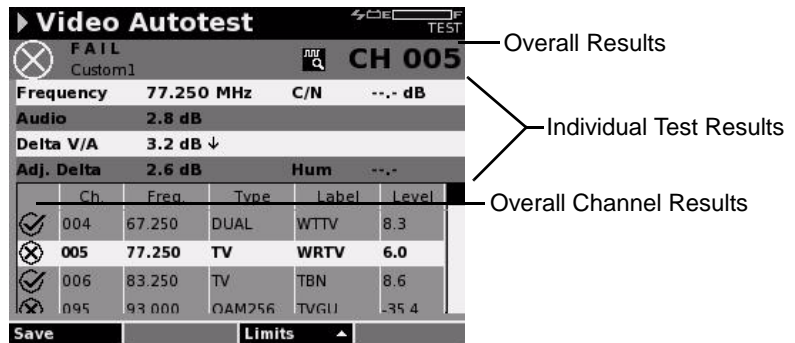 Video Autotest
E F
TEST
FAIL
Custom1
CH 005
Overall Results
Frequency 77.250 MHz C/N --.- dB
Audio 2.8 dB
Delta V/A 3.2 dB ↓
Individual Test Results
Adj. Delta 2.6 dB Hum --.-
Ch. Freq. Type Label Level
Overall Channel Results
004 67.250 DUAL WTTV 8.3
005 77.250 TV WRTV 6.0
006 83.250 TV TBN 8.6
095 93.000 QAM256 TVGU -35.4
Save Limits